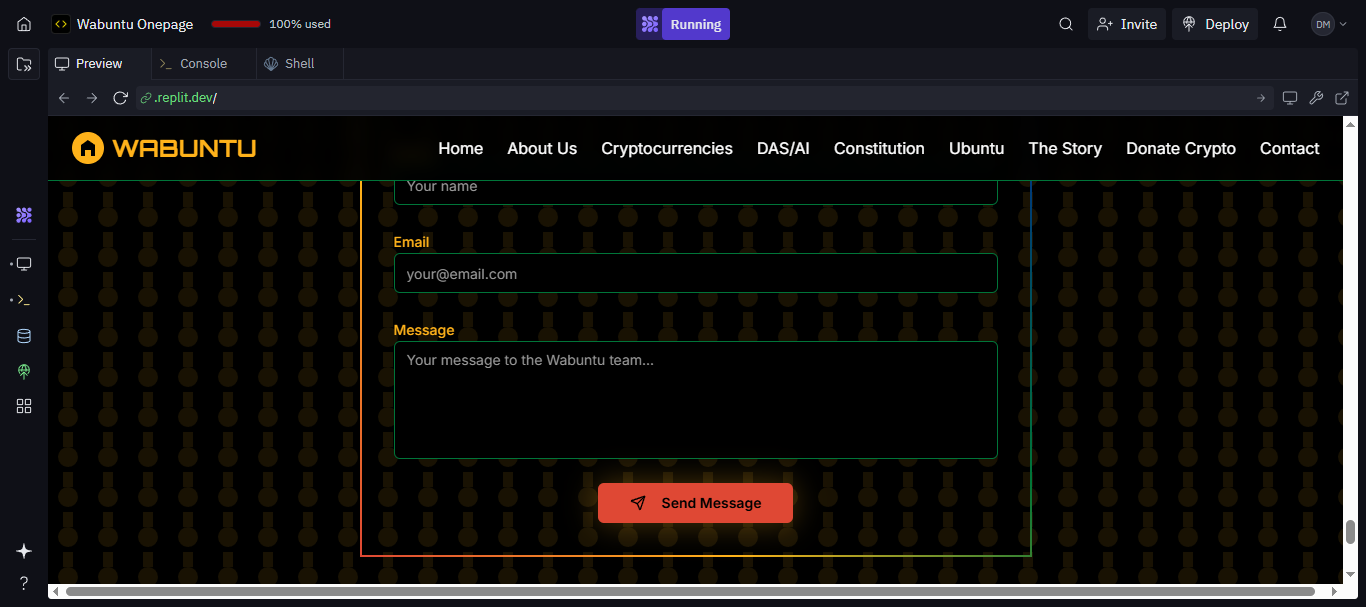 Wabuntu Onepage 100% used Running Invite Deploy DM
Preview Console Shell
.replit.dev/
WABUNTU Home About Us Cryptocurrencies DAS/AI Constitution Ubuntu The Story Donate Crypto Contact
Your name
Email
your@email.com
Message
Your message to the Wabuntu team...
Send Message